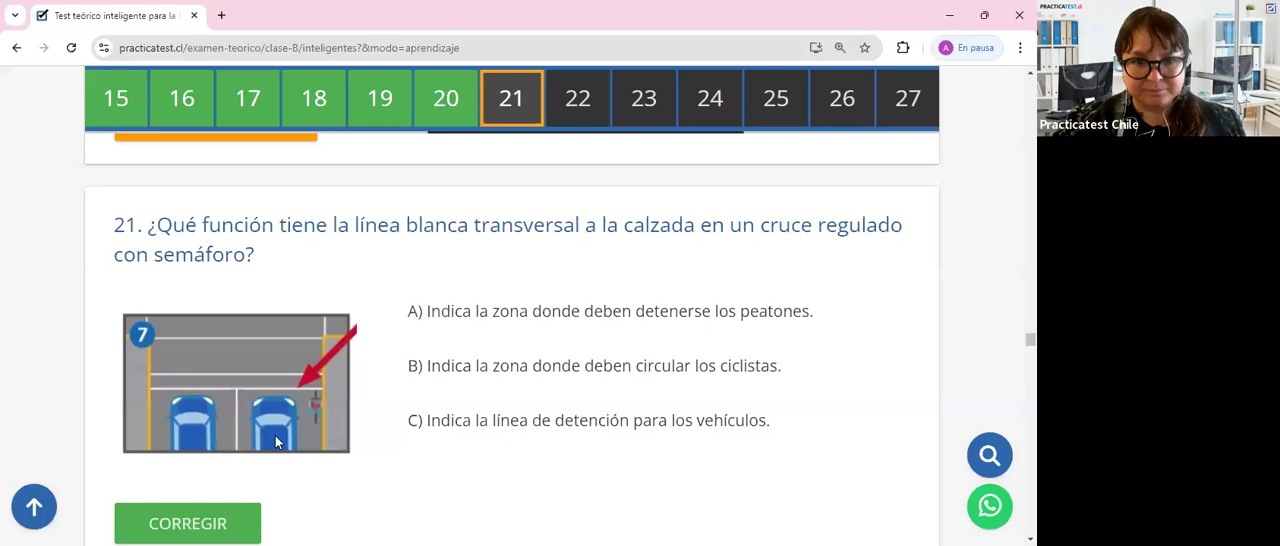 Test teórico inteligente para la
practicatest.cl/examen-teorico/clase-B/inteligentes?&modo=aprendizaje
A
En pausa
PRACTICATEST.cl
Practicatest Chile
15 16 17 18 19 20 21 22 23 24 25 26 27
21. ¿Qué función tiene la línea blanca transversal a la calzada en un cruce regulado
con semáforo?
7
A) Indica la zona donde deben detenerse los peatones.
B) Indica la zona donde deben circular los ciclistas.
C) Indica la línea de detención para los vehículos.
CORREGIR